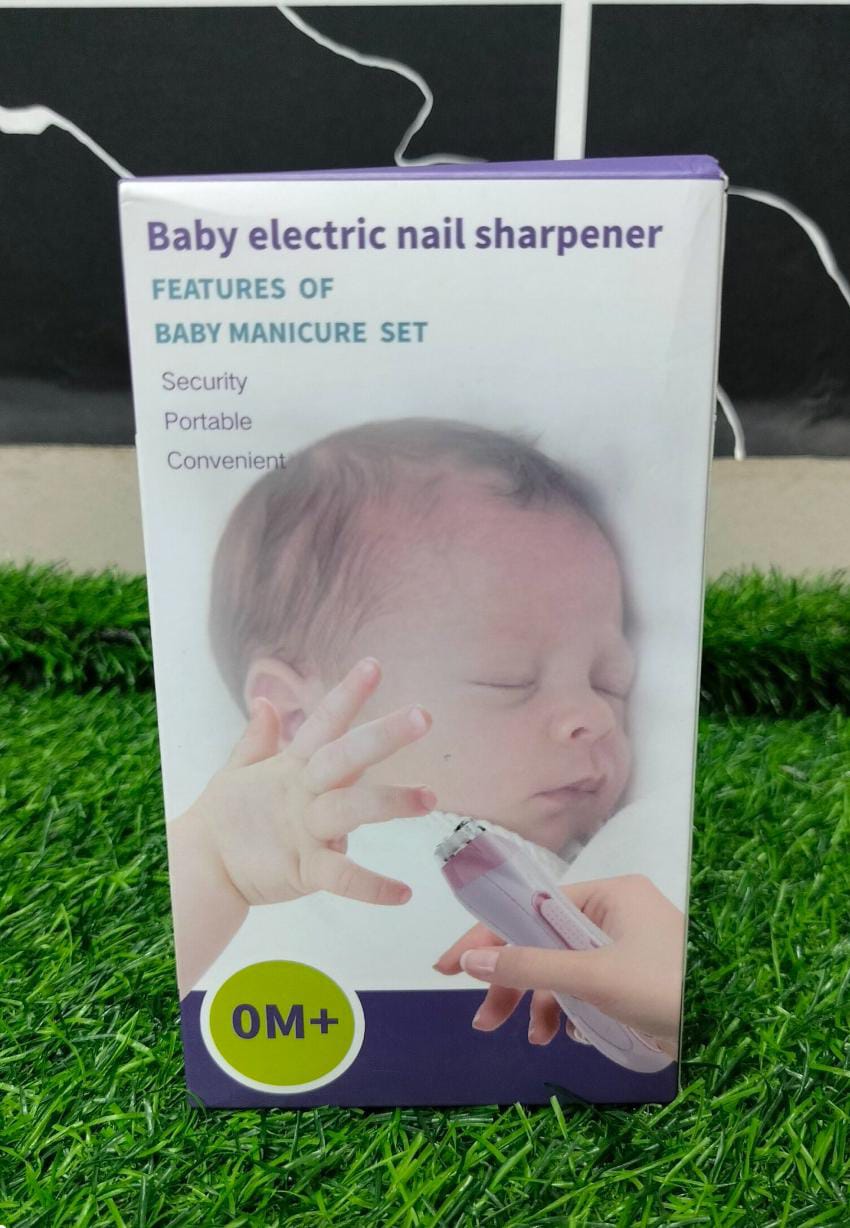 Baby electric nail sharpener
FEATURES OF
BABY MANICURE SET
Security
Portable
Convenient
0M+